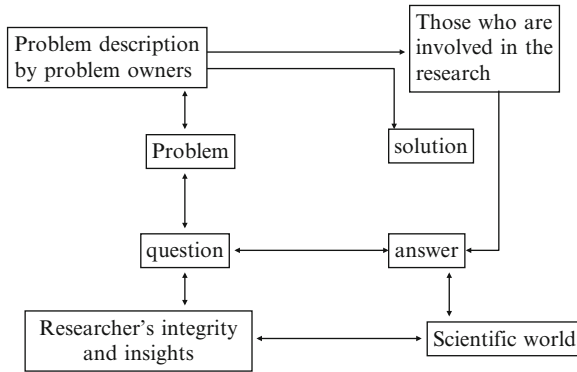 Problem description
by problem owners
Those who are
involved in the
research
Problem
solution
question
answer
Researcher's integrity
and insights
Scientific world